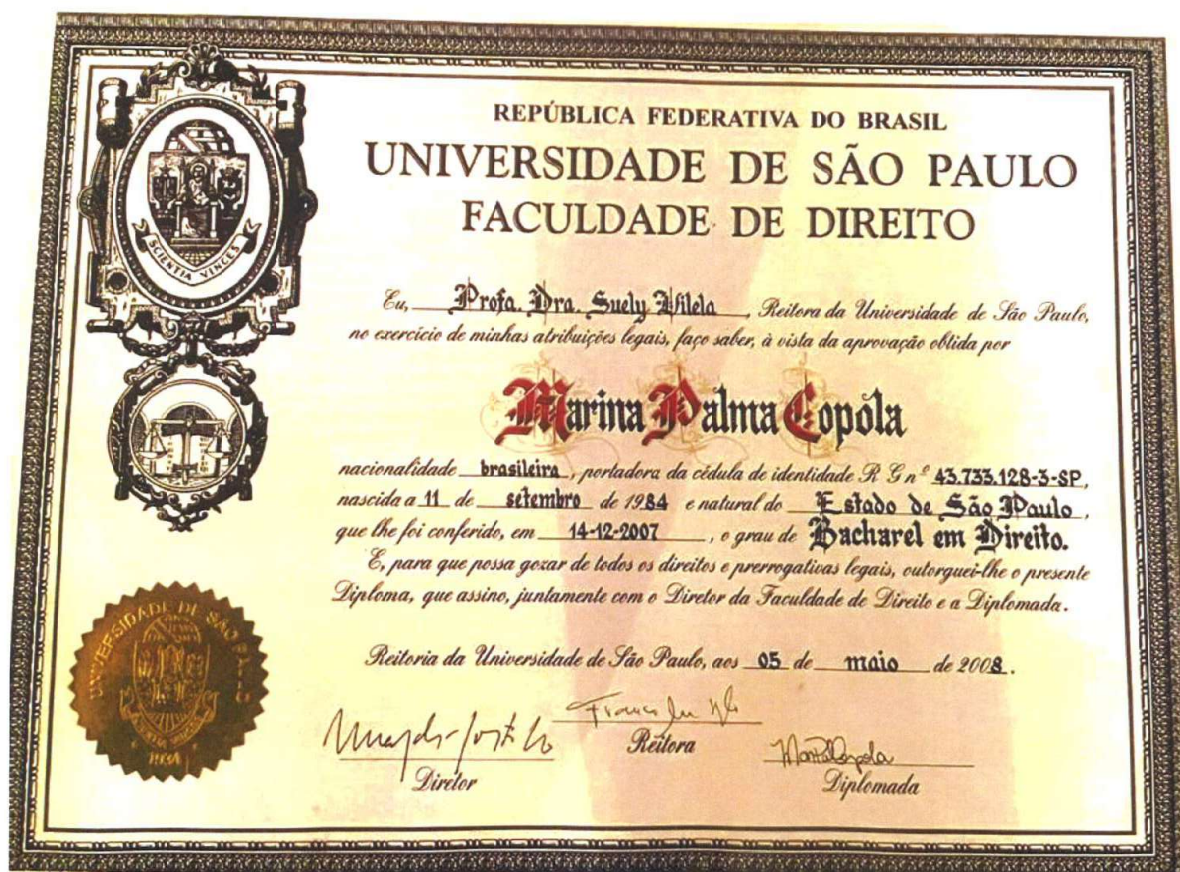 REPÚBLICA FEDERATIVA DO BRASIL
UNIVERSIDADE DE SÃO PAULO
FACULDADE DE DIREITO
SCIENTIA VINCES
Eu, Profa. Dra. Suely Vilela, Reitora da Universidade de São Paulo,
no exercício de minhas atribuições legais, faço saber, à vista da aprovação obtida por
Marina Palma Copola
nacionalidade brasileira, portadora da cédula de identidade R G nº 43.733.128-3-SP,
nascida a 11 de setembro de 1984 e natural do Estado de São Paulo,
que lhe foi conferido, em 14-12-2007, o grau de Bacharel em Direito.
E, para que possa gozar de todos os direitos e prerrogativas legais, outorguei-lhe o presente
Diploma, que assino, juntamente com o Diretor da Faculdade de Direito e a Diplomada.
Reitoria da Universidade de São Paulo, aos 05 de maio de 2008.
UNIVERSIDADE DE SÃO PAULO
1934
Diretor
Reitora
Diplomada